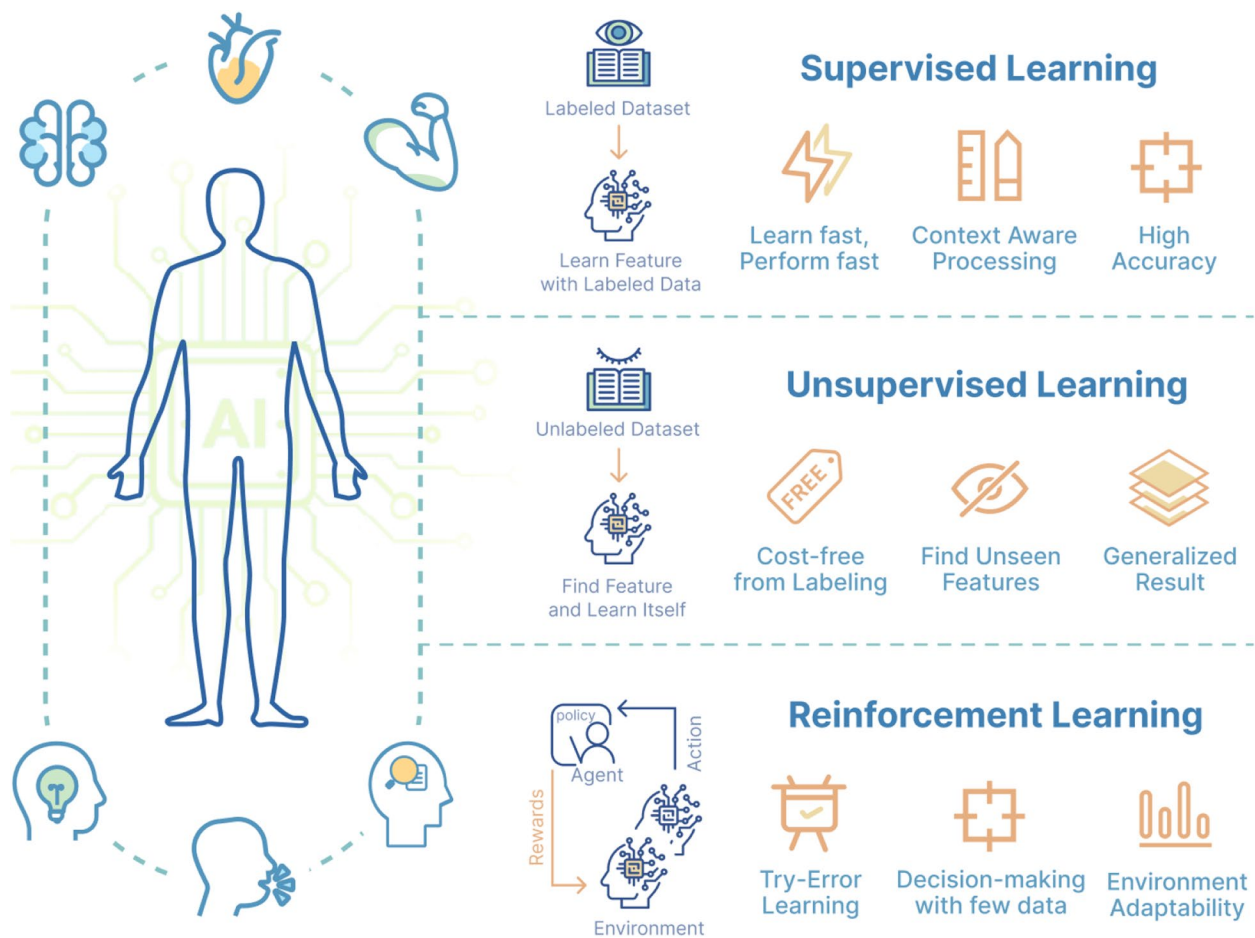 Labeled Dataset
Learn Feature
with Labeled Data
Supervised Learning
Learn fast,
Perform fast
Context Aware
Processing
High
Accuracy
AI
Unlabeled Dataset
Find Feature
and Learn Itself
Unsupervised Learning
FREE
Cost-free
from Labeling
Find Unseen
Features
Generalized
Result
policy
Agent
Action
Rewards
Environment
Reinforcement Learning
Try-Error
Learning
Decision-making
with few data
Environment
Adaptability